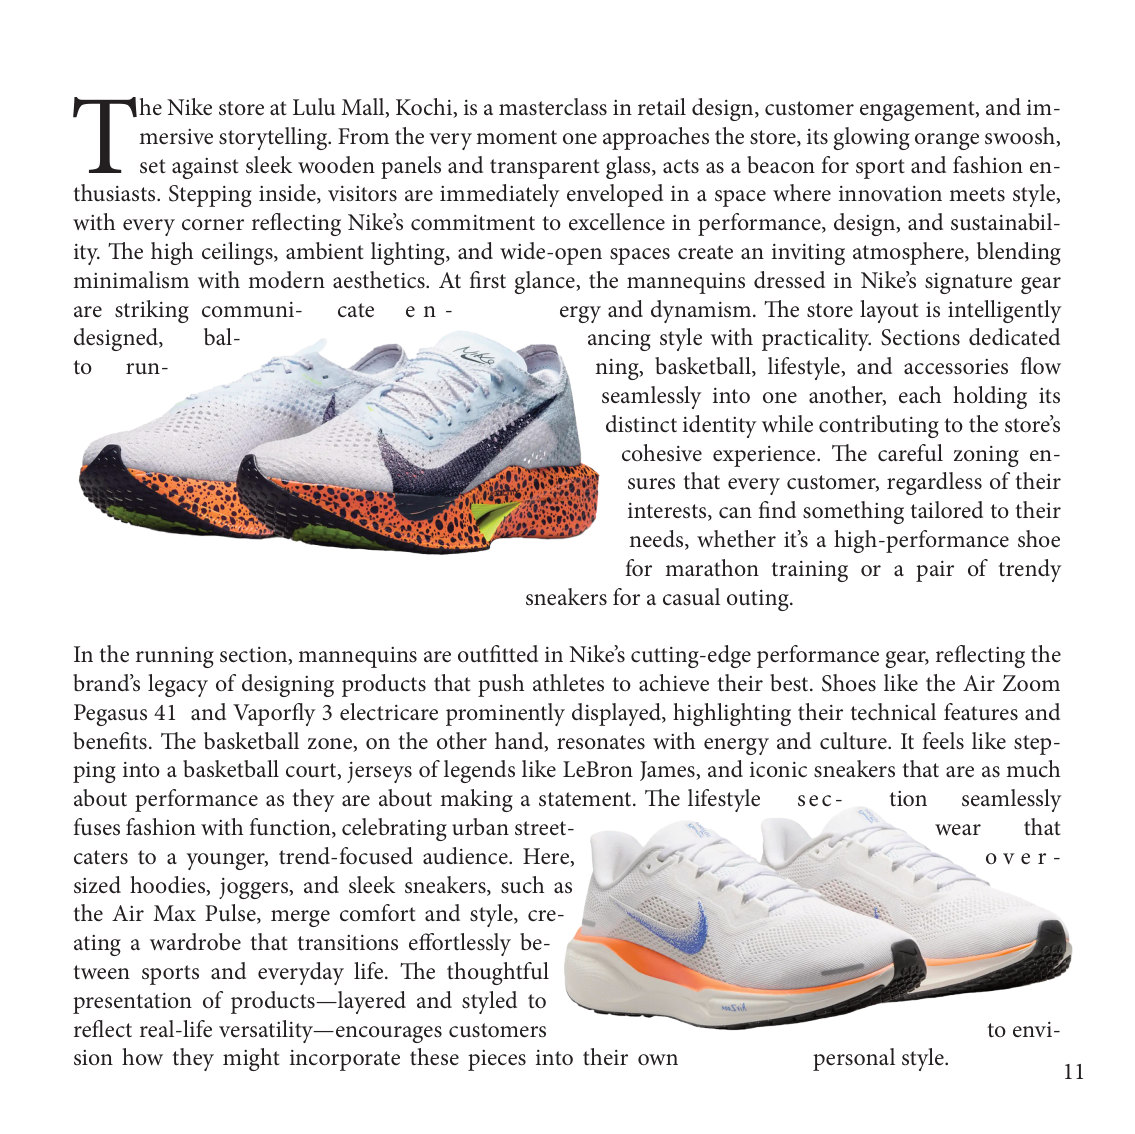 The Nike store at Lulu Mall, Kochi, is a masterclass in retail design, customer engagement, and im-
mersive storytelling. From the very moment one approaches the store, its glowing orange swoosh,
set against sleek wooden panels and transparent glass, acts as a beacon for sport and fashion en-
thusiasts. Stepping inside, visitors are immediately enveloped in a space where innovation meets style,
with every corner reflecting Nike’s commitment to excellence in performance, design, and sustainabil-
ity. The high ceilings, ambient lighting, and wide-open spaces create an inviting atmosphere, blending
minimalism with modern aesthetics. At first glance, the mannequins dressed in Nike’s signature gear
are striking communi- cate en- ergy and dynamism. The store layout is intelligently
designed, bal- ancing style with practicality. Sections dedicated
to run- ning, basketball, lifestyle, and accessories flow
seamlessly into one another, each holding its
distinct identity while contributing to the store’s
cohesive experience. The careful zoning en-
sures that every customer, regardless of their
interests, can find something tailored to their
needs, whether it’s a high-performance shoe
for marathon training or a pair of trendy
sneakers for a casual outing.
Nike
In the running section, mannequins are outfitted in Nike’s cutting-edge performance gear, reflecting the
brand’s legacy of designing products that push athletes to achieve their best. Shoes like the Air Zoom
Pegasus 41 and Vaporfly 3 electricare prominently displayed, highlighting their technical features and
benefits. The basketball zone, on the other hand, resonates with energy and culture. It feels like step-
ping into a basketball court, jerseys of legends like LeBron James, and iconic sneakers that are as much
about performance as they are about making a statement. The lifestyle sec- tion seamlessly
fuses fashion with function, celebrating urban street- wear that
caters to a younger, trend-focused audience. Here, over-
sized hoodies, joggers, and sleek sneakers, such as
the Air Max Pulse, merge comfort and style, cre-
ating a wardrobe that transitions effortlessly be-
tween sports and everyday life. The thoughtful
presentation of products—layered and styled to
reflect real-life versatility—encourages customers to envi-
sion how they might incorporate these pieces into their own personal style.
AirZoom
11